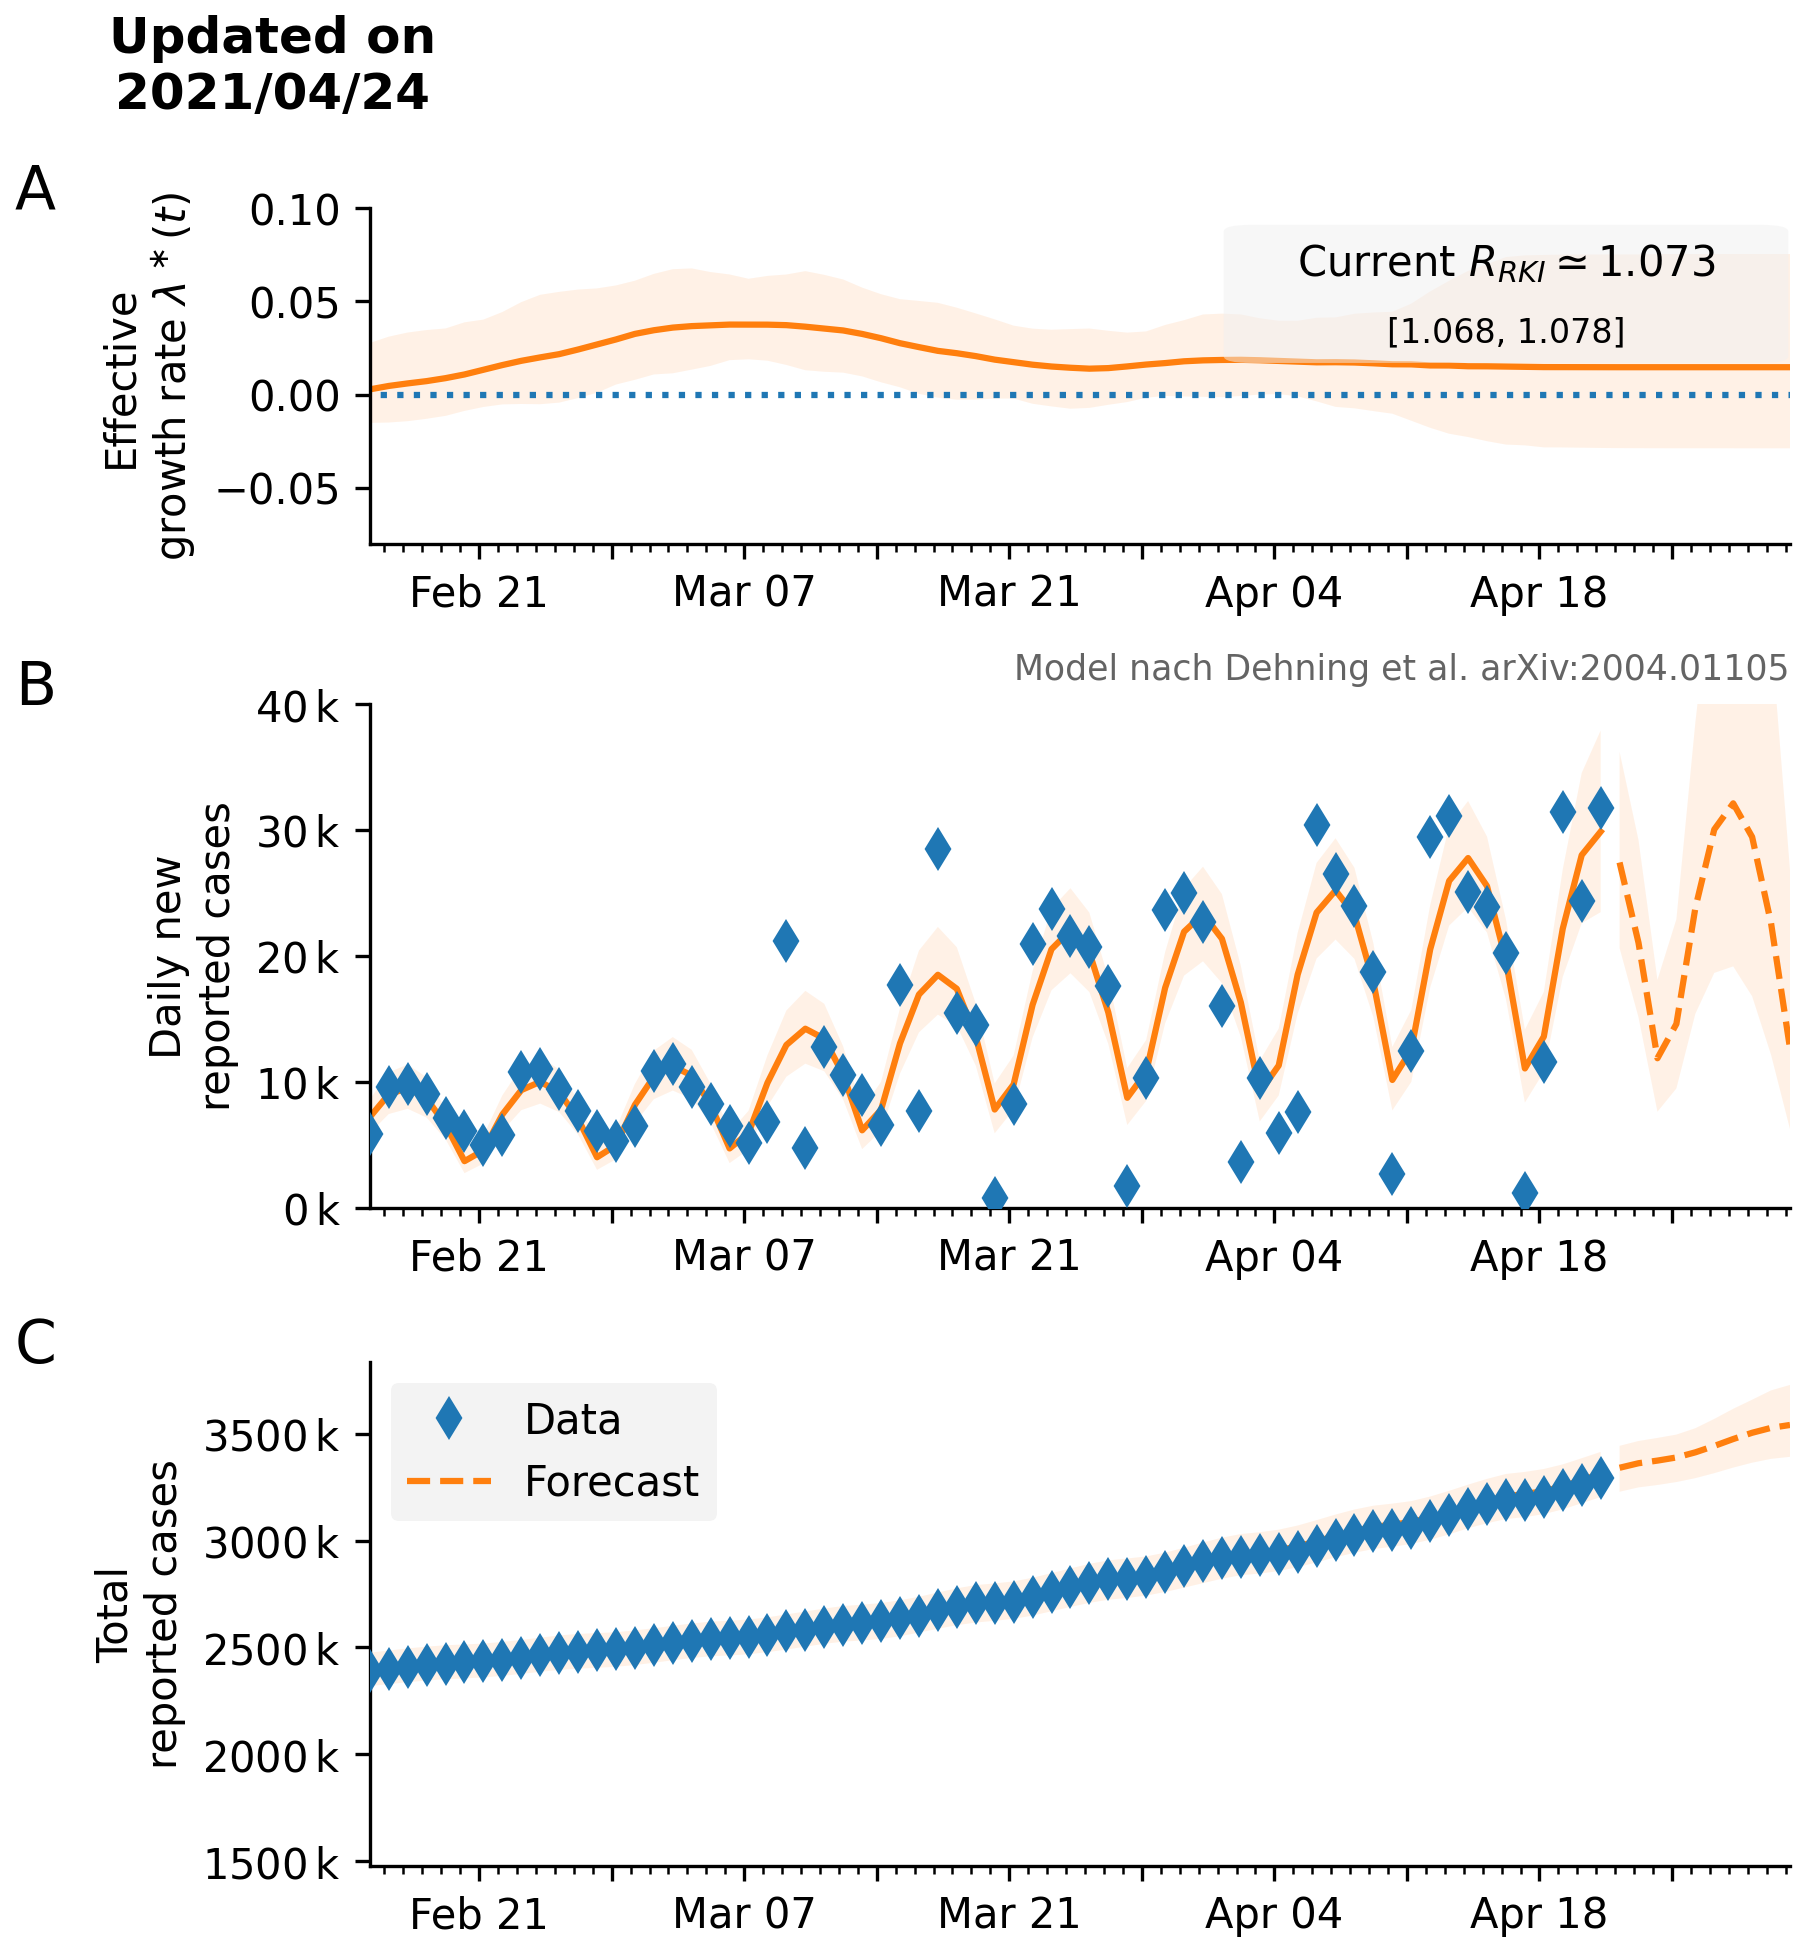 Updated on
2021/04/24
A
Effective
growth rate λ * (t)
0.10
0.05
0.00
−0.05
Current R_RKI ≃ 1.073
[1.068, 1.078]
Feb 21
Mar 07
Mar 21
Apr 04
Apr 18
Model nach Dehning et al. arXiv:2004.01105
B
Daily new
reported cases
40 k
30 k
20 k
10 k
0 k
Feb 21
Mar 07
Mar 21
Apr 04
Apr 18
C
Total
reported cases
3500 k
3000 k
2500 k
2000 k
1500 k
Data
Forecast
Feb 21
Mar 07
Mar 21
Apr 04
Apr 18